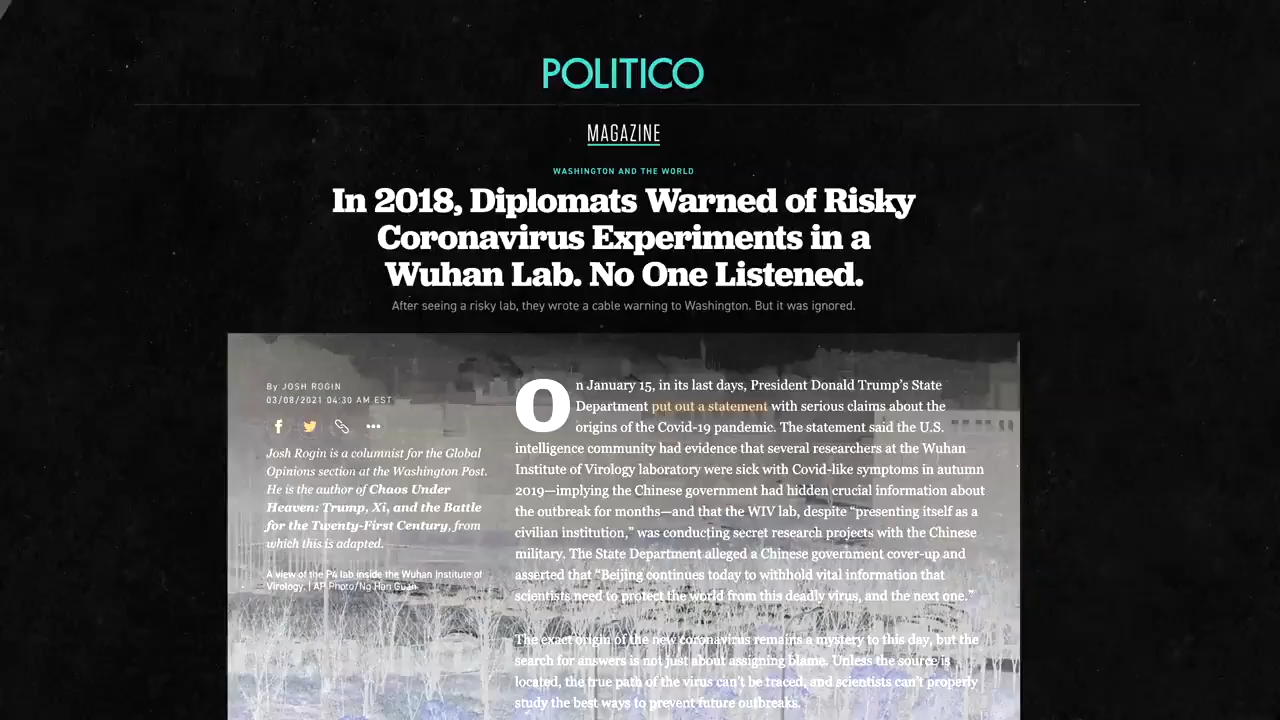 POLITICO
MAGAZINE
WASHINGTON AND THE WORLD
In 2018, Diplomats Warned of Risky
Coronavirus Experiments in a
Wuhan Lab. No One Listened.
After seeing a risky lab, they wrote a cable warning to Washington. But it was ignored.
By JOSH ROGIN
03/08/2021 04:30 AM EST
Josh Rogin is a columnist for the Global
Opinions section at the Washington Post.
He is the author of Chaos Under
Heaven: Trump, Xi, and the Battle
for the Twenty-First Century, from
which this is adapted.
A view of the P4 lab inside the Wuhan Institute of
Virology. | AP Photo/Ng Han Guan
On January 15, in its last days, President Donald Trump's State
Department put out a statement with serious claims about the
origins of the Covid-19 pandemic. The statement said the U.S.
intelligence community had evidence that several researchers at the Wuhan
Institute of Virology laboratory were sick with Covid-like symptoms in autumn
2019—implying the Chinese government had hidden crucial information about
the outbreak for months—and that the WIV lab, despite “presenting itself as a
civilian institution,” was conducting secret research projects with the Chinese
military. The State Department alleged a Chinese government cover-up and
asserted that “Beijing continues today to withhold vital information that
scientists need to protect the world from this deadly virus, and the next one.”
The exact origin of the new coronavirus remains a mystery to this day, but the
search for answers is not just about assigning blame. Unless the source is
located, the true path of the virus can't be traced, and scientists can't properly
study the best ways to prevent future outbreaks.